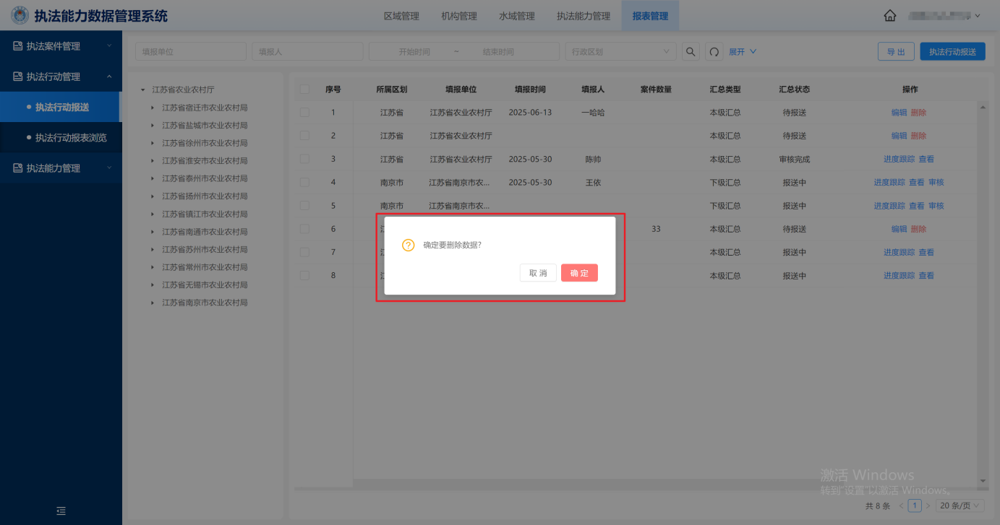 执法能力数据管理系统
区域管理 机构管理 水域管理 执法能力管理 报表管理
执法案件管理
执法行动管理
执法行动报送
执法行动报表浏览
执法能力管理
填报单位 填报人 开始时间 ~ 结束时间 行政区划 展开 导出 执法行动报送
江苏省农业农村厅
江苏省宿迁市农业农村局
江苏省盐城市农业农村局
江苏省徐州市农业农村局
江苏省淮安市农业农村局
江苏省泰州市农业农村局
江苏省扬州市农业农村局
江苏省镇江市农业农村局
江苏省南通市农业农村局
江苏省苏州市农业农村局
江苏省常州市农业农村局
江苏省无锡市农业农村局
江苏省南京市农业农村局
序号 所属区划 填报单位 填报时间 填报人 案件数量 汇总类型 汇总状态 操作
1 江苏省 江苏省农业农村厅 2025-06-13 一哈哈 本级汇总 待报送 编辑 删除
2 江苏省 江苏省农业农村厅 本级汇总 待报送 编辑 删除
3 江苏省 江苏省农业农村厅 2025-05-30 陈帅 本级汇总 审核完成 进度跟踪 查看
4 南京市 江苏省南京市农... 2025-05-30 王依 下级汇总 报送中 进度跟踪 查看 审核
5 南京市 江苏省南京市农... 下级汇总 报送中 进度跟踪 查看 审核
6 33 本级汇总 待报送 编辑 删除
7 本级汇总 报送中 进度跟踪 查看
8 本级汇总 报送中 进度跟踪 查看
确定要删除数据?
取消 确定
激活 Windows
转到"设置"以激活 Windows。
共 8 条 < 1 > 20 条/页